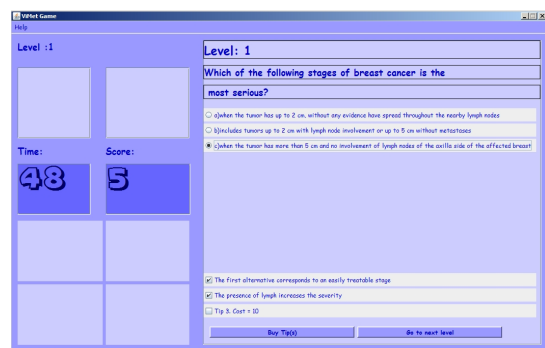 ViMet Game
Help
Level :1
Time:
Score:
48
5
Level: 1
Which of the following stages of breast cancer is the
most serious?
a)when the tumor has up to 2 cm, without any evidence have spread throughout the nearby lymph nodes
b)includes tumors up to 2 cm with lymph node involvement or up to 5 cm without metastases
c)when the tumor has more than 5 cm and no involvement of lymph nodes of the axilla side of the affected breast
The first alternative corresponds to an easily treatable stage
The presence of lymph increases the severity
Tip 3. Cost = 10
Buy Tip(s)
Go to next level